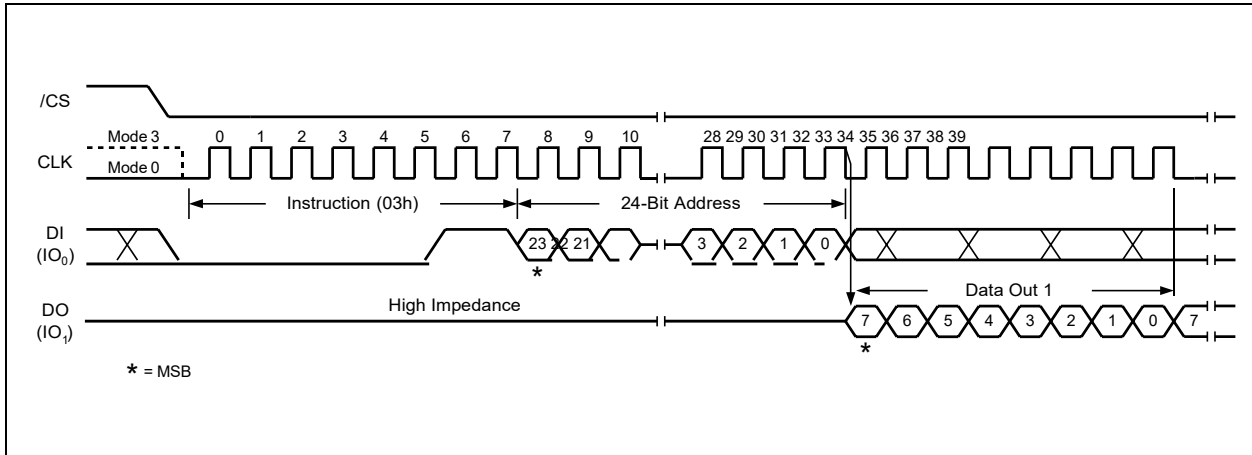 /CS
Mode 3
Mode 0
CLK
0 1 2 3 4 5 6 7 8 9 10 28 29 30 31 32 33 34 35 36 37 38 39
Instruction (03h)
24-Bit Address
DI
(IO₀)
23 22 21 3 2 1 0
*
Data Out 1
High Impedance
DO
(IO₁)
7 6 5 4 3 2 1 0 7
*
* = MSB